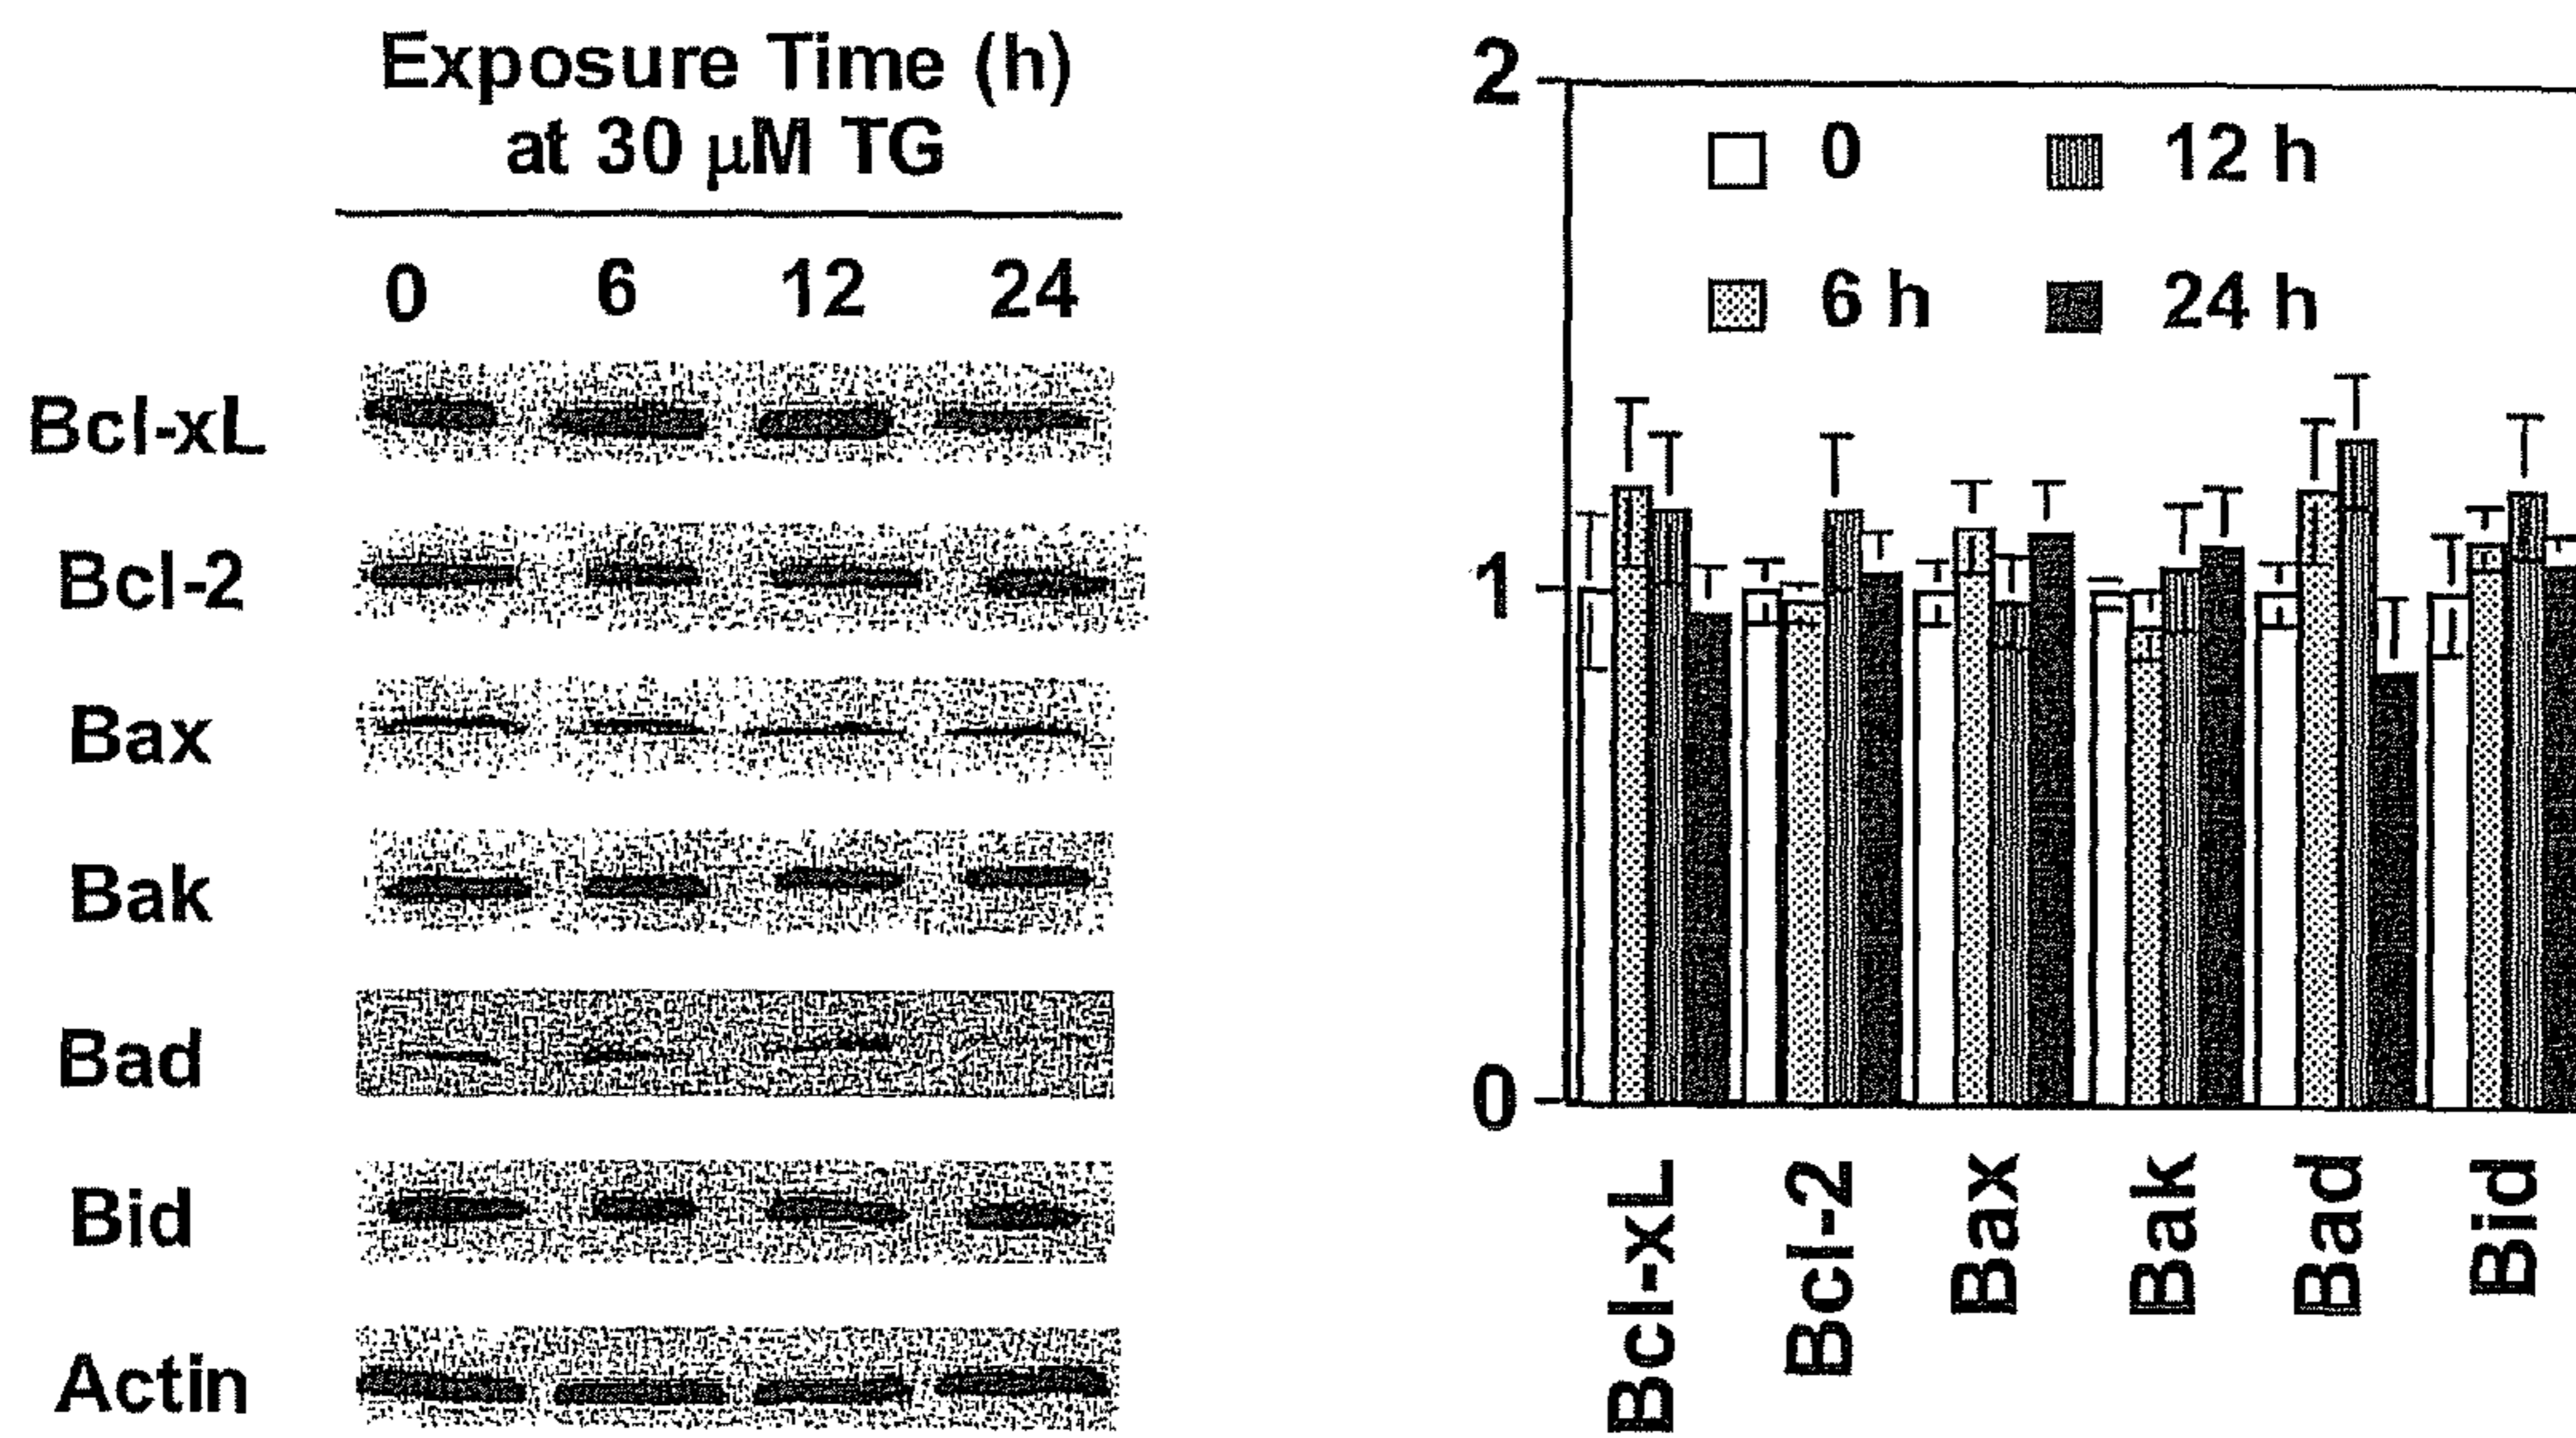 Exposure Time (h)
at 30 µM TG
0 6 12 24
Bcl-xL
Bcl-2
Bax
Bak
Bad
Bid
Actin
2
1
0
0 12 h
6 h 24 h
Bcl-xL Bcl-2 Bax Bak Bad Bid